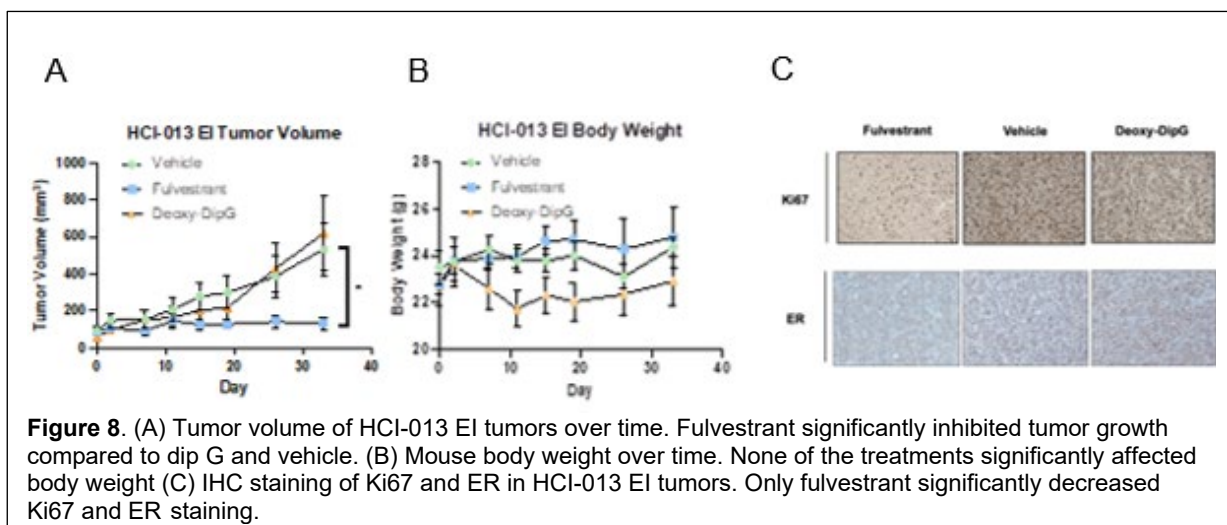 A
B
C
HCI-013 EI Tumor Volume
Vehicle
Fulvestrant
Deoxy-DipG
Tumor Volume (mm³)
1000
800
600
400
200
0
0 10 20 30 40
Day
HCI-013 EI Body Weight
Vehicle
Fulvestrant
Deoxy-DipG
Body Weight (g)
28
26
24
22
20
0 10 20 30 40
Day
Fulvestrant Vehicle Deoxy-DipG
Ki67
ER
Figure 8. (A) Tumor volume of HCI-013 EI tumors over time. Fulvestrant significantly inhibited tumor growth
compared to dip G and vehicle. (B) Mouse body weight over time. None of the treatments significantly affected
body weight (C) IHC staining of Ki67 and ER in HCI-013 EI tumors. Only fulvestrant significantly decreased
Ki67 and ER staining.